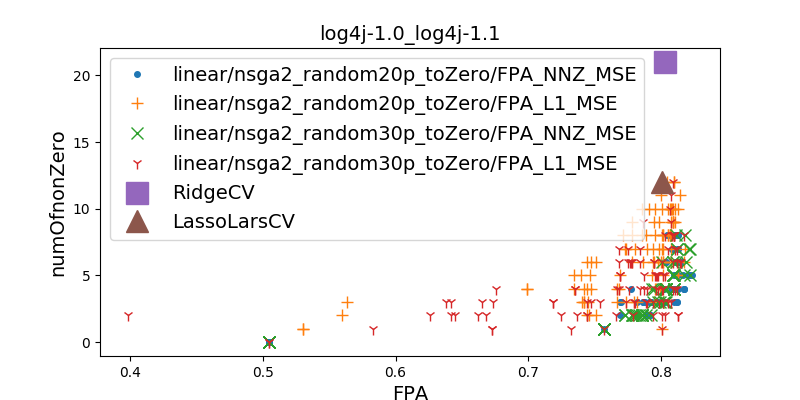 log4j-1.0_log4j-1.1
numOfnonZero
20
15
10
5
0
linear/nsga2_random20p_toZero/FPA_NNZ_MSE
linear/nsga2_random20p_toZero/FPA_L1_MSE
linear/nsga2_random30p_toZero/FPA_NNZ_MSE
linear/nsga2_random30p_toZero/FPA_L1_MSE
RidgeCV
LassoLarsCV
0.4 0.5 0.6 0.7 0.8
FPA